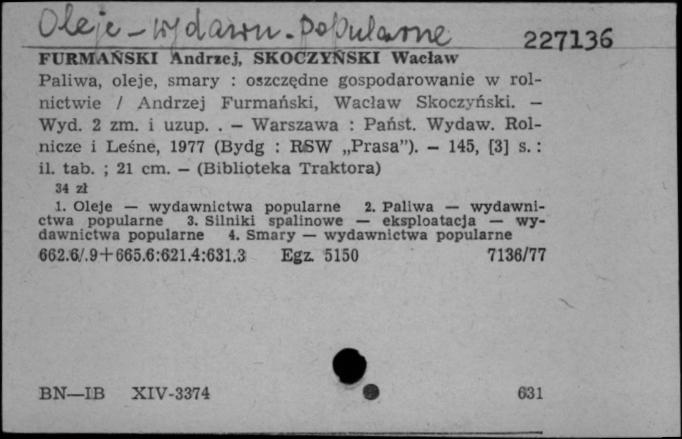 Oleje - wydawn. popularne
227136
FURMAŃSKI Andrzej, SKOCZYŃSKI Wacław
Paliwa, oleje, smary : oszczędne gospodarowanie w rol-
nictwie / Andrzej Furmański, Wacław Skoczyński. —
Wyd. 2 zm. i uzup. . — Warszawa : Państ. Wydaw. Rol-
nicze i Leśne, 1977 (Bydg : RSW „Prasa”). — 145, [3] s. :
il. tab. ; 21 cm. — (Biblioteka Traktora)
34 zł
1. Oleje — wydawnictwa popularne 2. Paliwa — wydawni-
ctwa popularne 3. Silniki spalinowe — eksploatacja — wy-
dawnictwa popularne 4. Smary — wydawnictwa popularne
662.6/.9+665.6:621.4:631.3 Egz. 5150 7136/77
BN—IB XIV-3374 631